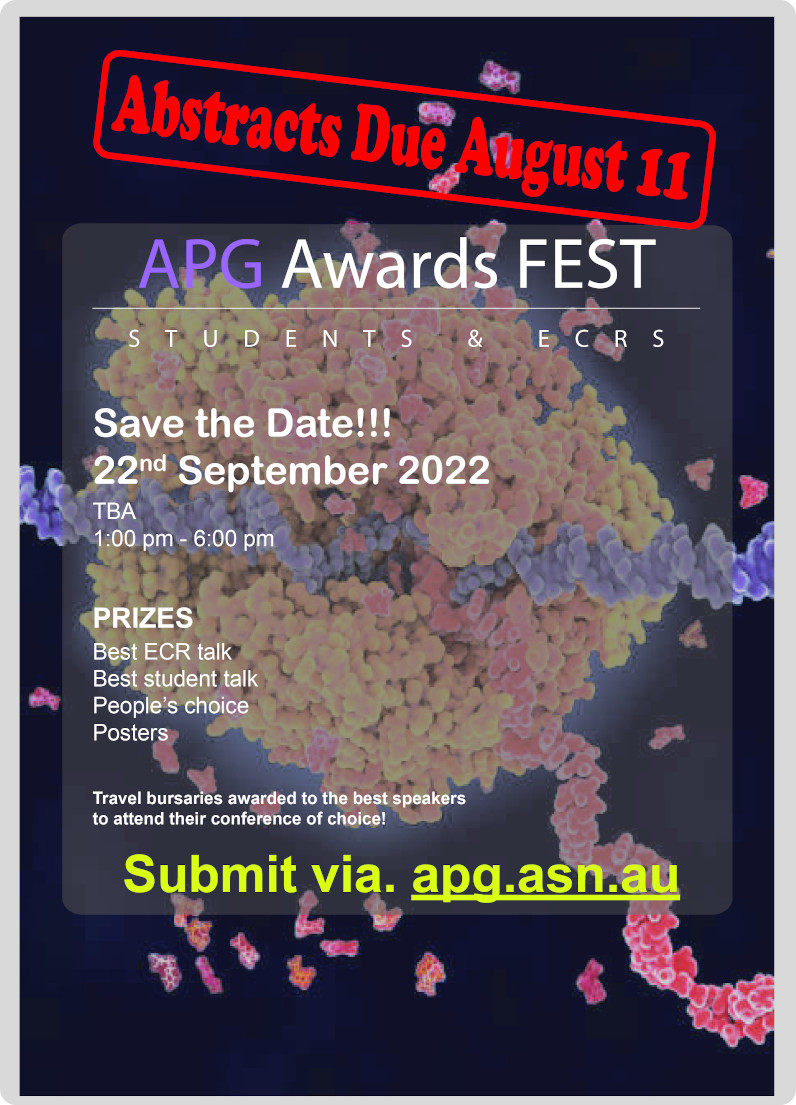 Abstracts Due August 11
APG Awards FEST
STUDENTS & ECRS
Save the Date!!!
22nd September 2022
TBA
1:00 pm - 6:00 pm
PRIZES
Best ECR talk
Best student talk
People's choice
Posters
Travel bursaries awarded to the best speakers
to attend their conference of choice!
Submit via. apg.asn.au